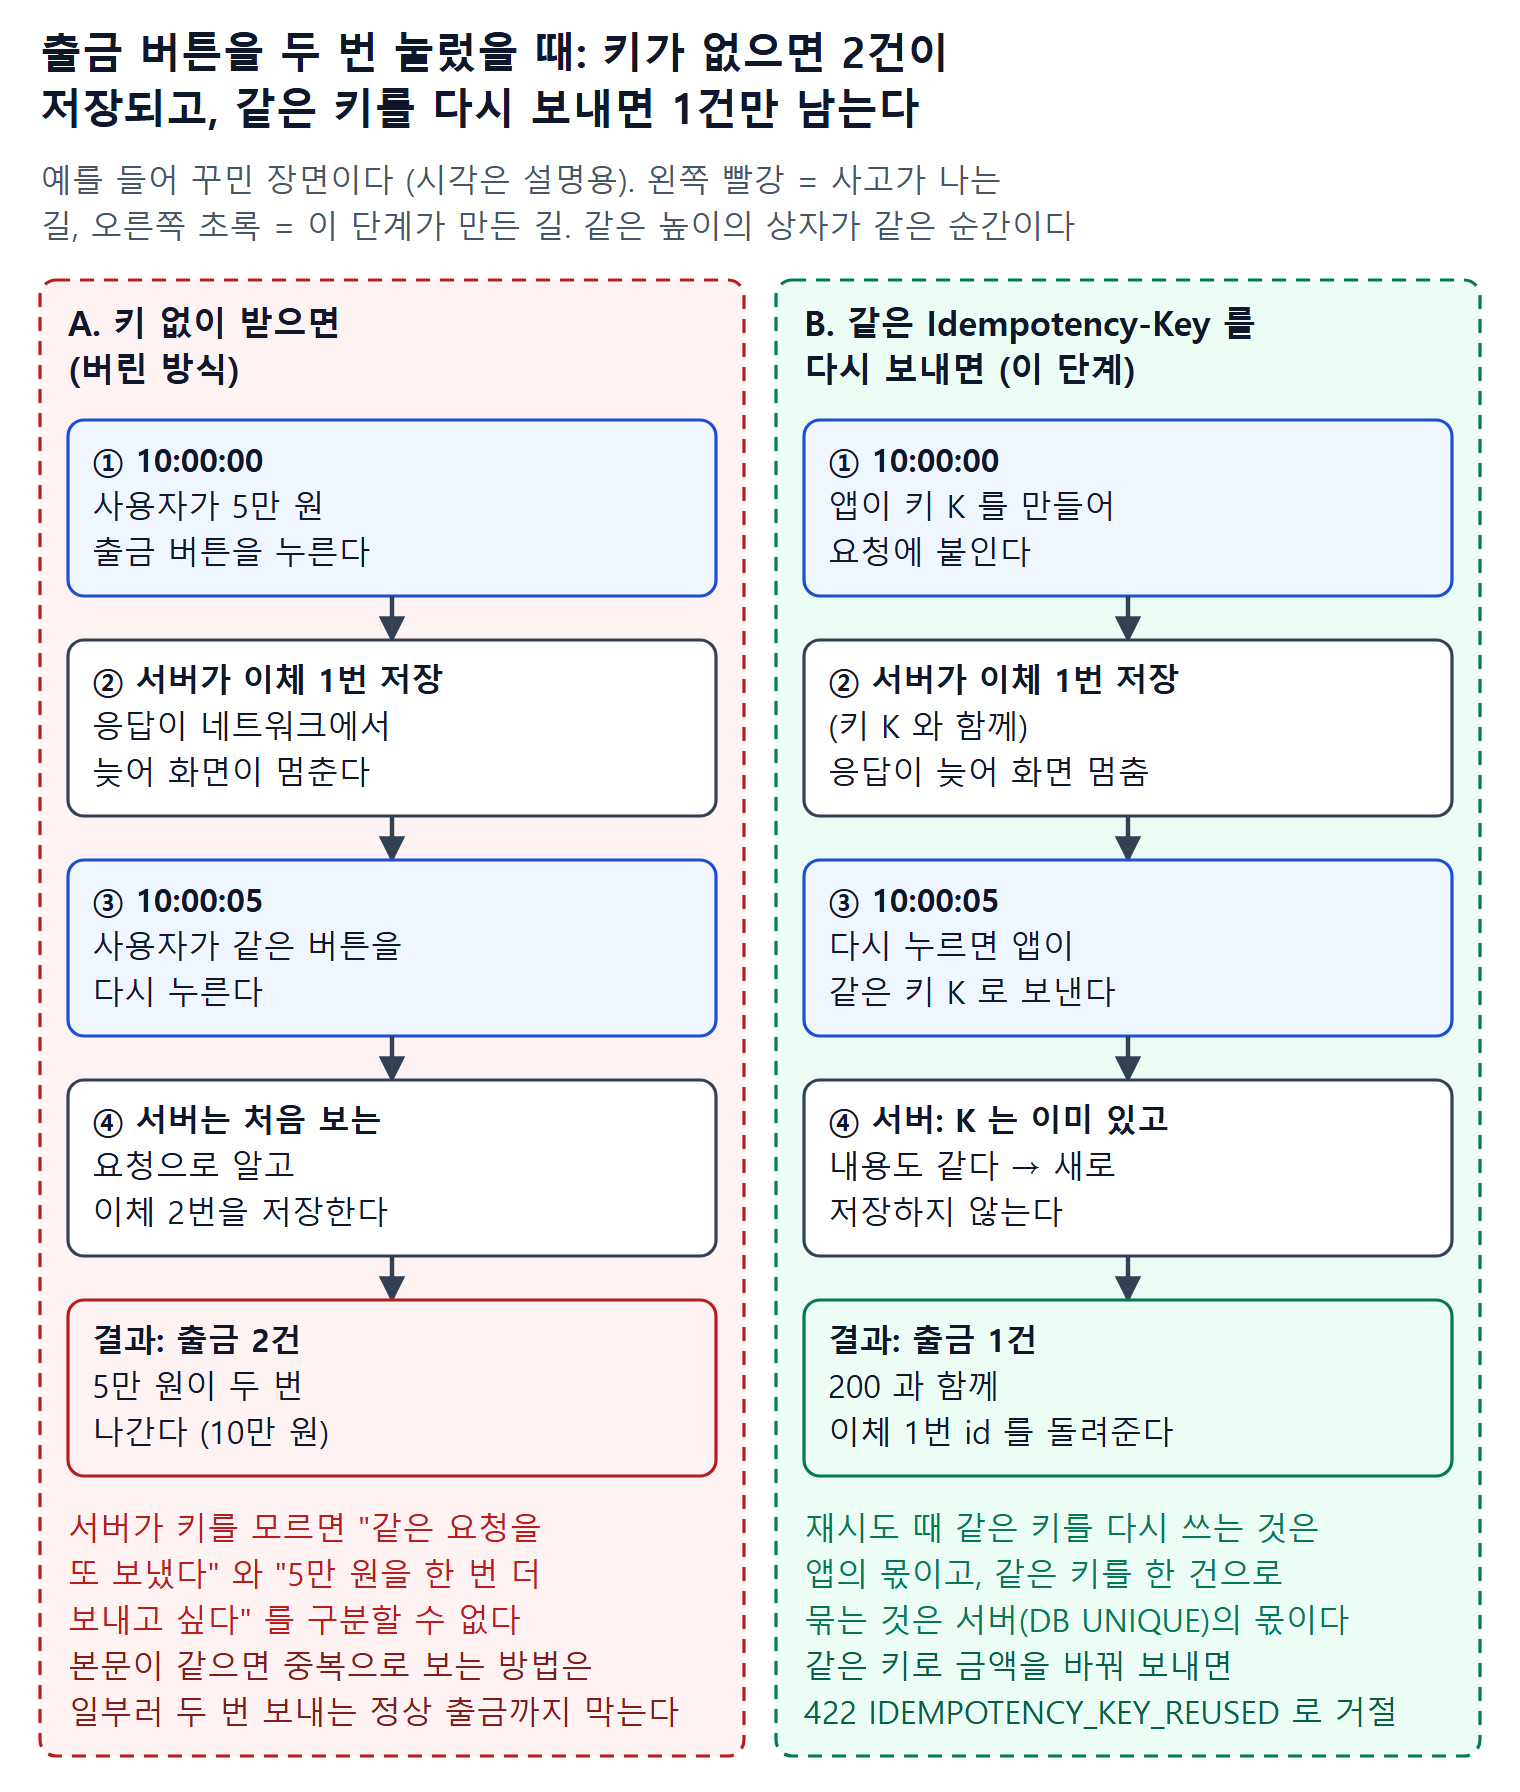 출금 버튼을 두 번 눌렀을 때: 키가 없으면 2건이
저장되고, 같은 키를 다시 보내면 1건만 남는다
예를 들어 꾸민 장면이다 (시각은 설명용). 왼쪽 빨강 = 사고가 나는
길, 오른쪽 초록 = 이 단계가 만든 길. 같은 높이의 상자가 같은 순간이다
A. 키 없이 받으면
(버린 방식)
① 10:00:00
사용자가 5만 원
출금 버튼을 누른다
② 서버가 이체 1번 저장
응답이 네트워크에서
늦어 화면이 멈춘다
③ 10:00:05
사용자가 같은 버튼을
다시 누른다
④ 서버는 처음 보는
요청으로 알고
이체 2번을 저장한다
결과: 출금 2건
5만 원이 두 번
나간다 (10만 원)
서버가 키를 모르면 "같은 요청을
또 보냈다" 와 "5만 원을 한 번 더
보내고 싶다" 를 구분할 수 없다
본문이 같으면 중복으로 보는 방법은
일부러 두 번 보내는 정상 출금까지 막는다
B. 같은 Idempotency-Key 를
다시 보내면 (이 단계)
① 10:00:00
앱이 키 K 를 만들어
요청에 붙인다
② 서버가 이체 1번 저장
(키 K 와 함께)
응답이 늦어 화면 멈춤
③ 10:00:05
다시 누르면 앱이
같은 키 K 로 보낸다
④ 서버: K 는 이미 있고
내용도 같다 → 새로
저장하지 않는다
결과: 출금 1건
200 과 함께
이체 1번 id 를 돌려준다
재시도 때 같은 키를 다시 쓰는 것은
앱의 몫이고, 같은 키를 한 건으로
묶는 것은 서버(DB UNIQUE)의 몫이다
같은 키로 금액을 바꿔 보내면
422 IDEMPOTENCY_KEY_REUSED 로 거절